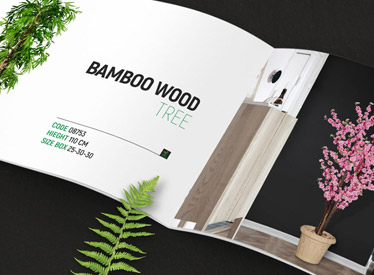 BAMBOO WOOD
TREE
CODE 08753
HIEGHT 110 CM
SIZE BOX 25-30-30